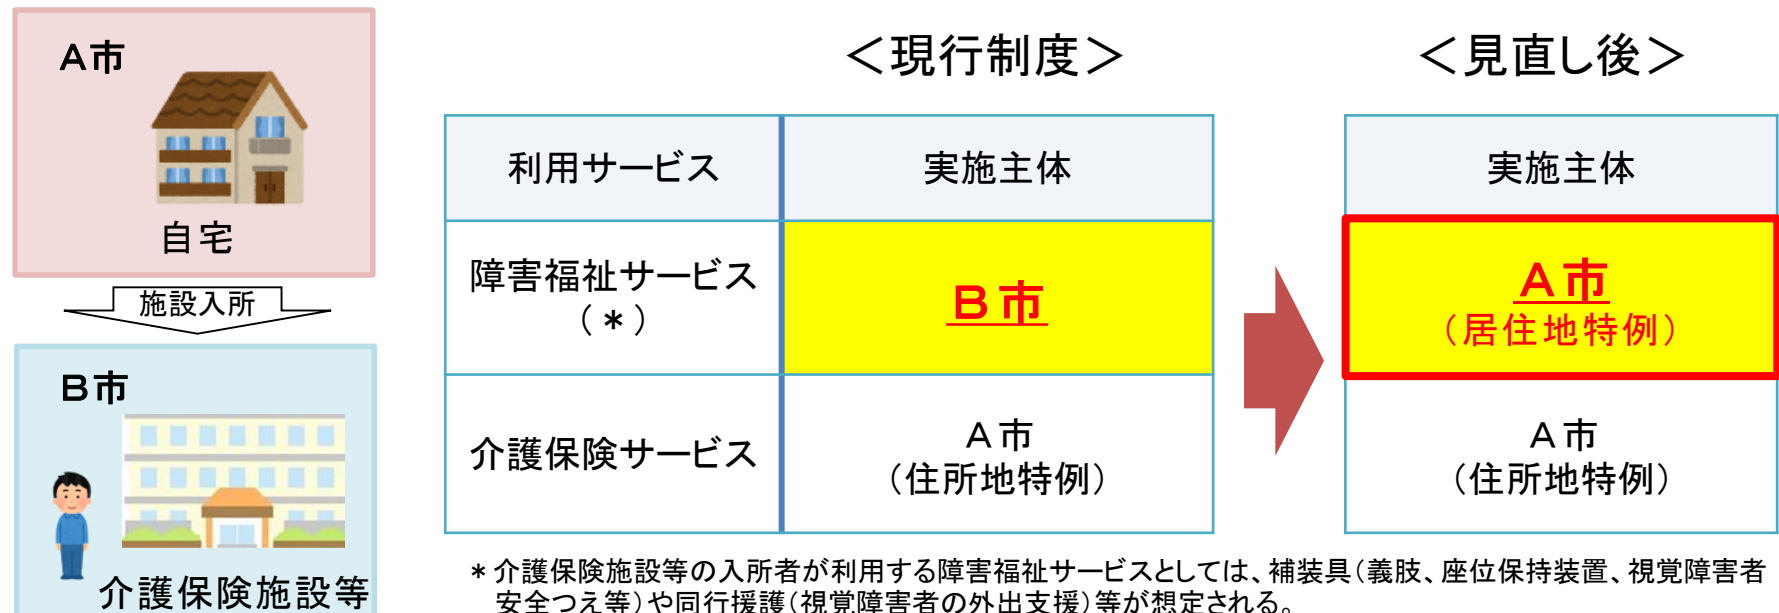 A市
自宅
施設入所
B市
介護保険施設等
＜現行制度＞
＜見直し後＞
利用サービス
実施主体
実施主体
障害福祉サービス
（＊）
B市
A市
（居住地特例）
介護保険サービス
A市
（住所地特例）
A市
（住所地特例）
＊介護保険施設等の入所者が利用する障害福祉サービスとしては、補装具（義肢、座位保持装置、視覚障害者
安全つえ等）や同行援護（視覚障害者の外出支援）等が想定される。